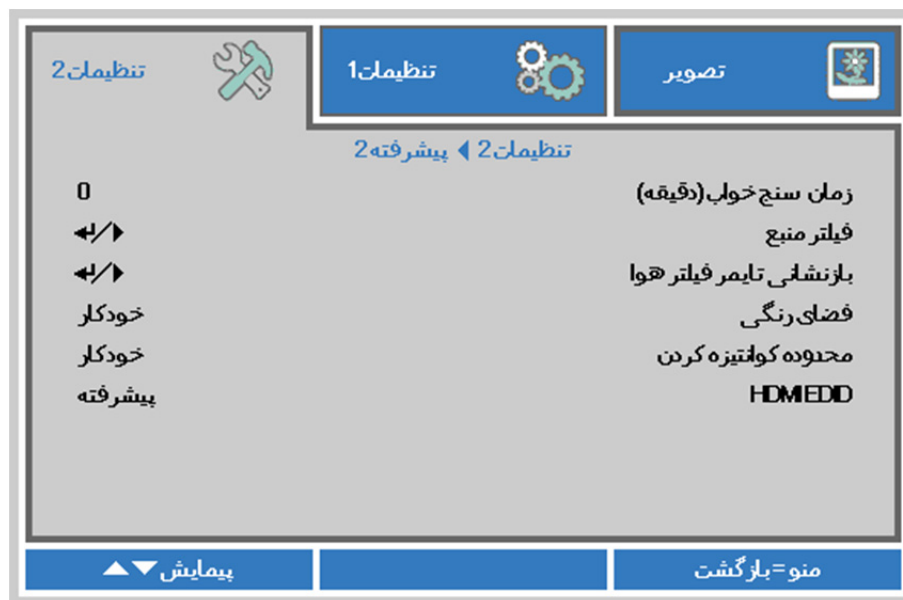 تصویر
تنظیمات1
تنظیمات2
تنظیمات2 ◀ پیشرفته2
زمان سنج خواب(دقیقه) 0
فیلتر منبع ↵/▶
بازنشانی تایمر فیلتر هوا ↵/▶
فضای رنگی خودکار
محدوده کوانتیزه کردن خودکار
HDMI EDID پیشرفته
منو=بازگشت
پیمایش▼▲